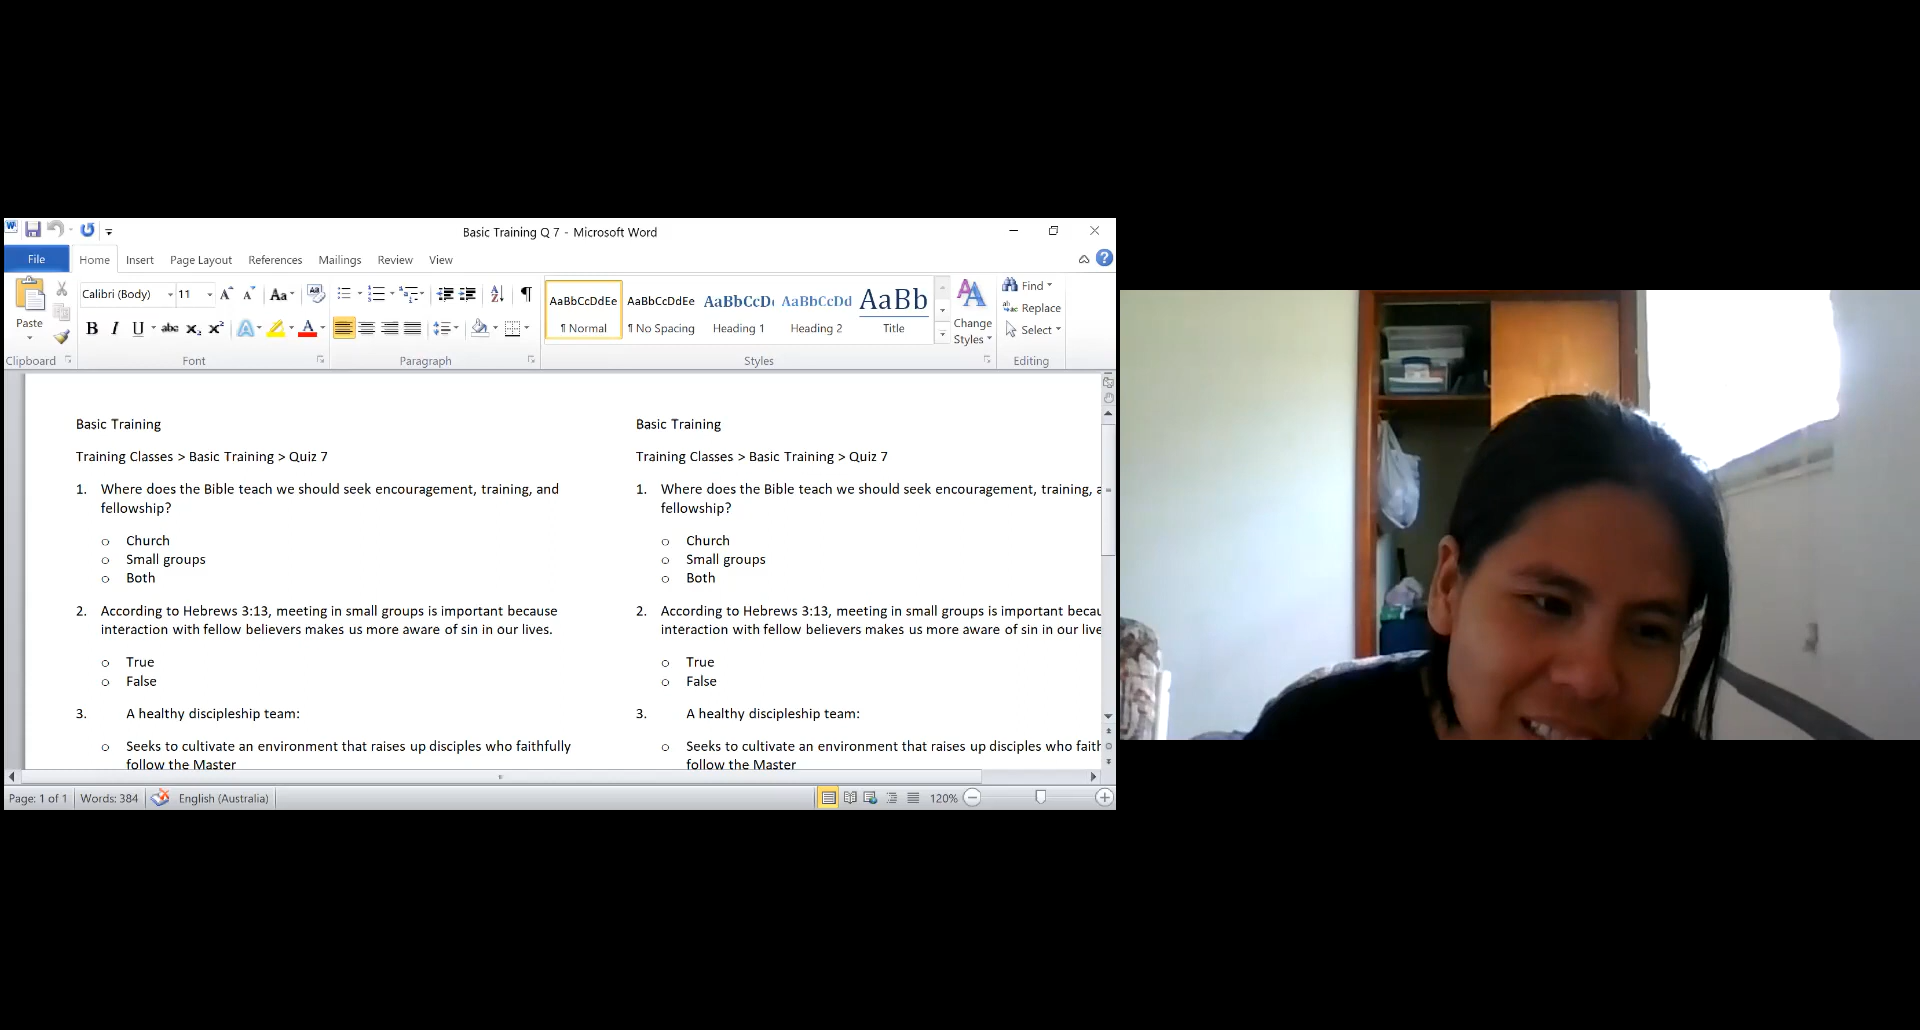 Basic Training Q 7 - Microsoft Word
File Home Insert Page Layout References Mailings Review View
Paste
Clipboard
Calibri (Body) 11
Font
Paragraph
AaBbCcDdEe AaBbCcDdEe AaBbCcD AaBbCcDd AaBb
¶ Normal ¶ No Spacing Heading 1 Heading 2 Title
Change
Styles
Styles
Find
Replace
Select
Editing
Basic Training
Training Classes > Basic Training > Quiz 7
1. Where does the Bible teach we should seek encouragement, training, and
fellowship?
o Church
o Small groups
o Both
2. According to Hebrews 3:13, meeting in small groups is important because
interaction with fellow believers makes us more aware of sin in our lives.
o True
o False
3. A healthy discipleship team:
o Seeks to cultivate an environment that raises up disciples who faithfully
follow the Master
Basic Training
Training Classes > Basic Training > Quiz 7
1. Where does the Bible teach we should seek encouragement, training, a
fellowship?
o Church
o Small groups
o Both
2. According to Hebrews 3:13, meeting in small groups is important becau
interaction with fellow believers makes us more aware of sin in our live
o True
o False
3. A healthy discipleship team:
o Seeks to cultivate an environment that raises up disciples who faith
follow the Master
Page: 1 of 1 Words: 384 English (Australia) 120%